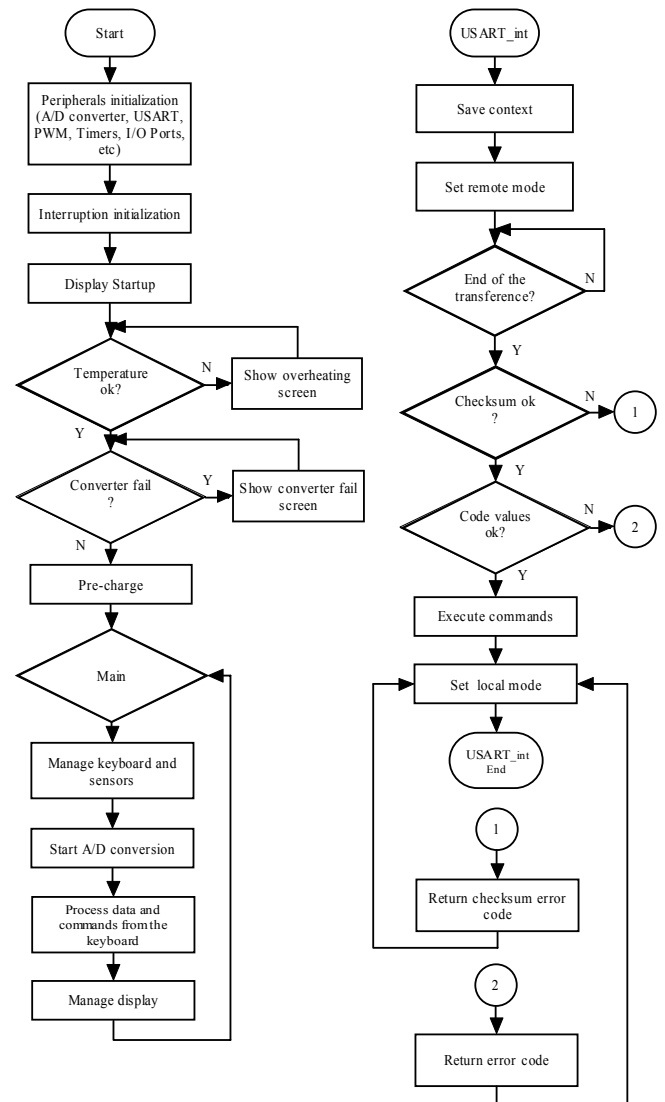 Start
Peripherals initialization
(A/D converter, USART,
PWM, Timers, I/O Ports,
etc)
Interruption initialization
Display Startup
Temperature
ok?
N
Show overheating
screen
Y
Converter fail
?
Y
Show converter fail
screen
N
Pre-charge
Main
Manage keyboard and
sensors
Start A/D conversion
Process data and
commands from the
keyboard
Manage display
USART_int
Save context
Set remote mode
End of the
transference?
N
Y
Checksum ok
?
N
1
Y
Code values
ok?
N
2
Y
Execute commands
Set local mode
USART_int
End
1
Return checksum error
code
2
Return error code